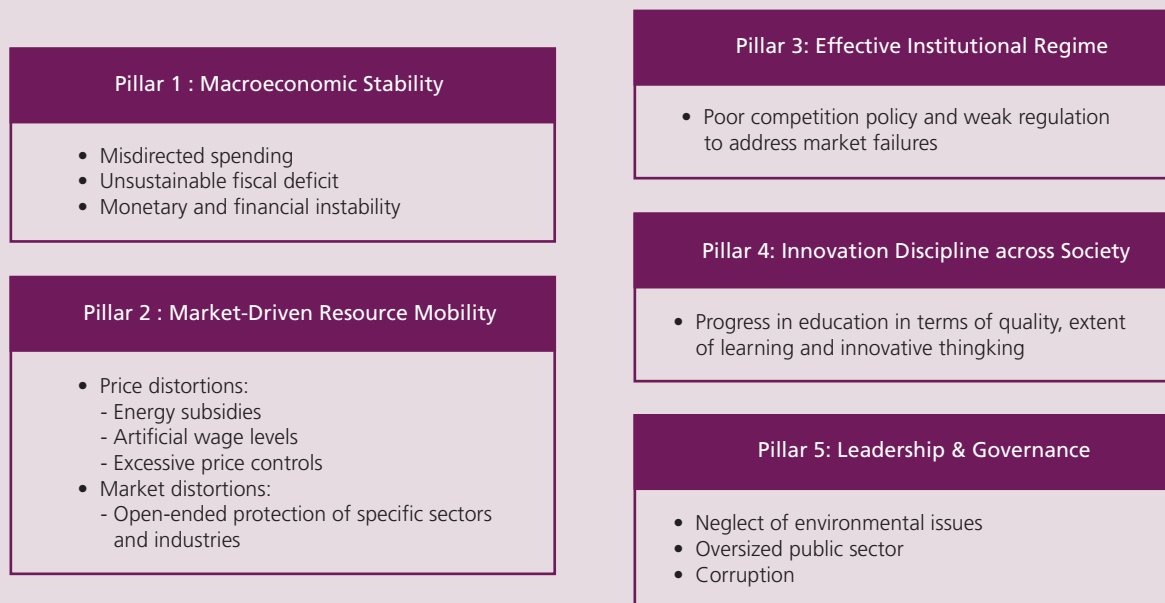 Pillar 1 : Macroeconomic Stability
• Misdirected spending
• Unsustainable fiscal deficit
• Monetary and financial instability
Pillar 2 : Market-Driven Resource Mobility
• Price distortions:
- Energy subsidies
- Artificial wage levels
- Excessive price controls
• Market distortions:
- Open-ended protection of specific sectors
and industries
Pillar 3: Effective Institutional Regime
• Poor competition policy and weak regulation
to address market failures
Pillar 4: Innovation Discipline across Society
• Progress in education in terms of quality, extent
of learning and innovative thingking
Pillar 5: Leadership & Governance
• Neglect of environmental issues
• Oversized public sector
• Corruption